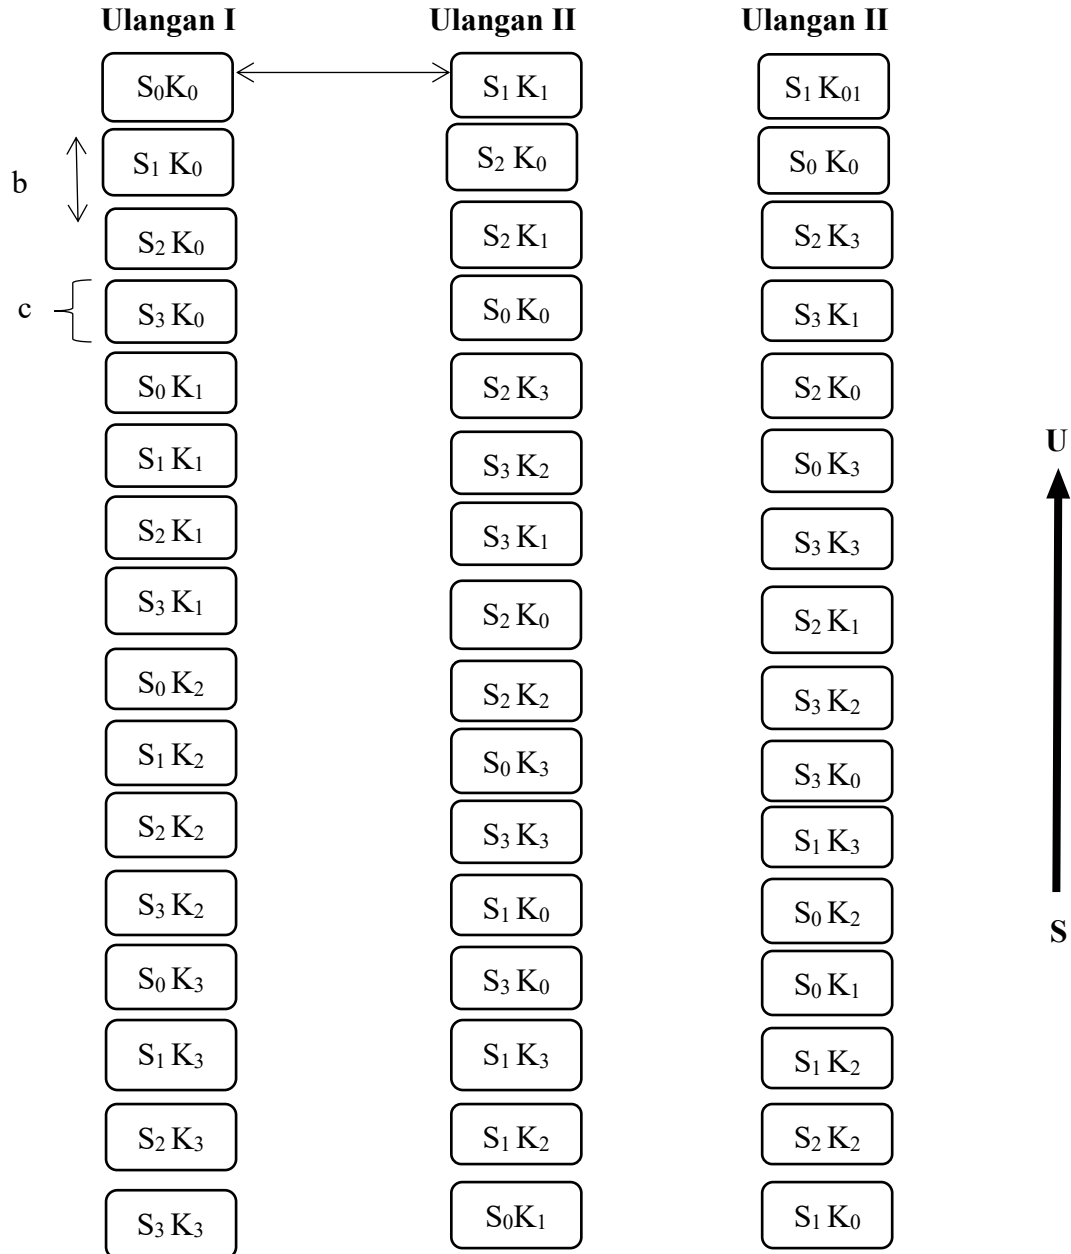 Ulangan I Ulangan II Ulangan II
S₀K₀ S₁ K₁ S₁ K₀₁
S₁ K₀ S₂ K₀ S₀ K₀
b
S₂ K₀ S₂ K₁ S₂ K₃
c S₃ K₀ S₀ K₀ S₃ K₁
S₀ K₁ S₂ K₃ S₂ K₀
U
S₁ K₁ S₃ K₂ S₀ K₃
S₂ K₁ S₃ K₁ S₃ K₃
S₃ K₁ S₂ K₀ S₂ K₁
S₀ K₂ S₂ K₂ S₃ K₂
S₁ K₂ S₀ K₃ S₃ K₀
S₂ K₂ S₃ K₃ S₁ K₃
S₃ K₂ S₁ K₀ S₀ K₂
S
S₀ K₃ S₃ K₀ S₀ K₁
S₁ K₃ S₁ K₃ S₁ K₂
S₂ K₃ S₁ K₂ S₂ K₂
S₃ K₃ S₀K₁ S₁ K₀